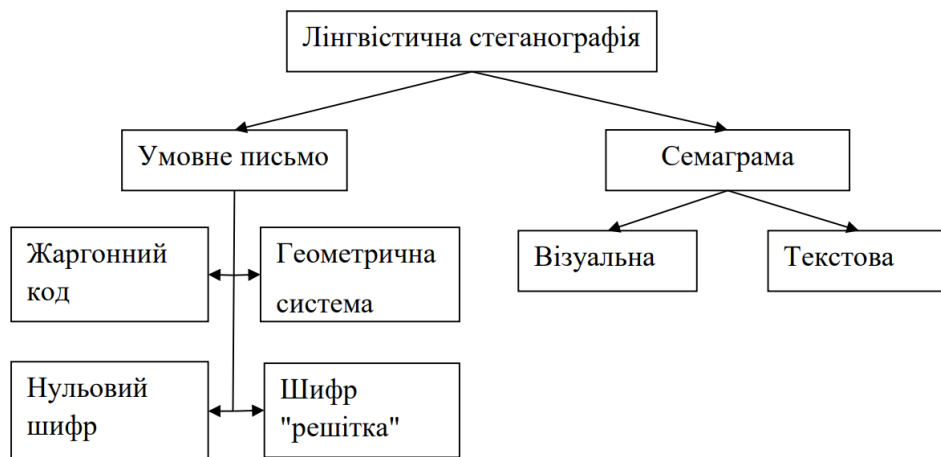 Лінгвістична стеганографія
Умовне письмо
Семаграма
Жаргонний
код
Геометрична
система
Візуальна
Текстова
Нульовий
шифр
Шифр
"решітка"